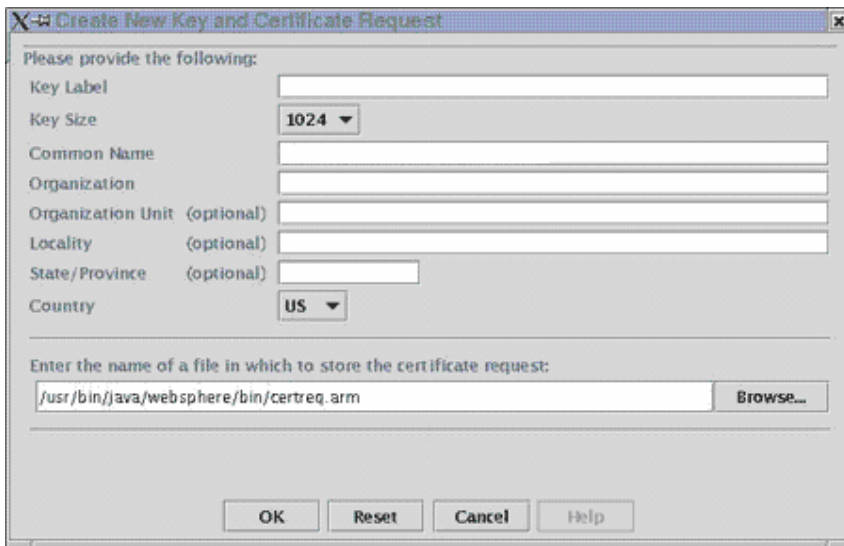 Create New Key and Certificate Request
Please provide the following:
Key Label
Key Size 1024
Common Name
Organization
Organization Unit (optional)
Locality (optional)
State/Province (optional)
Country US
Enter the name of a file in which to store the certificate request:
/usr/bin/java/websphere/bin/certreq.arm Browse...
OK Reset Cancel Help